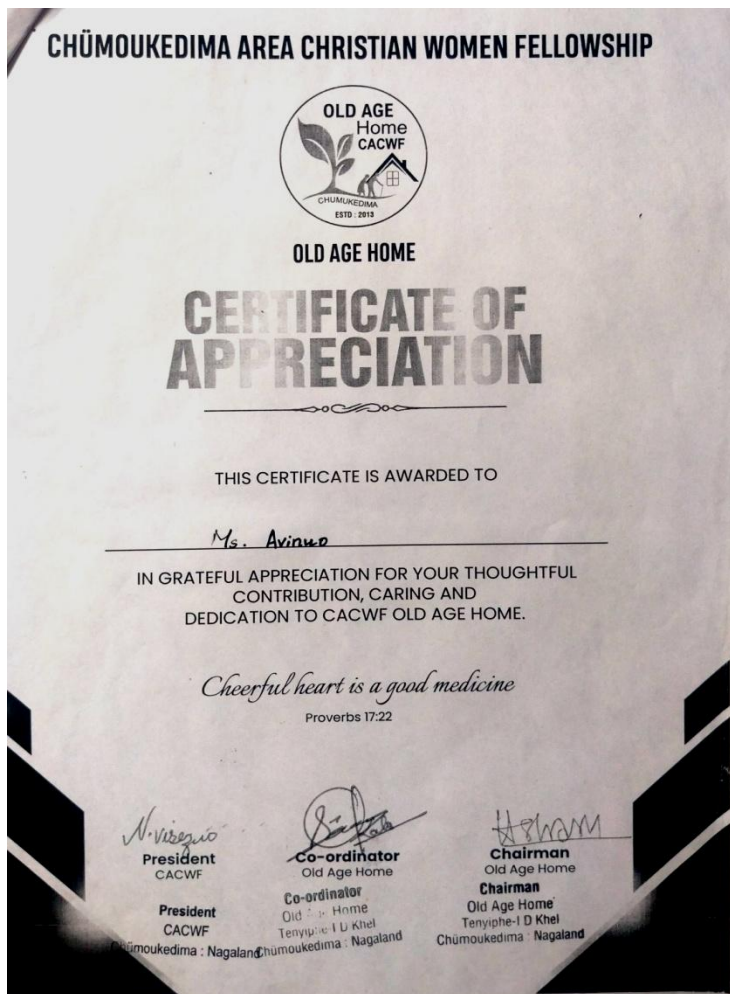 CHÜMOUKEDIMA AREA CHRISTIAN WOMEN FELLOWSHIP
OLD AGE
Home
CACWF
CHUMUKEDIMA
ESTD : 2013
OLD AGE HOME
CERTIFICATE OF
APPRECIATION
THIS CERTIFICATE IS AWARDED TO
Ms. Avinuo
IN GRATEFUL APPRECIATION FOR YOUR THOUGHTFUL
CONTRIBUTION, CARING AND
DEDICATION TO CACWF OLD AGE HOME.
Cheerful heart is a good medicine
Proverbs 17:22
N. Visezuo
President
CACWF
President
CACWF
Chümoukedima : Nagaland
Co-ordinator
Old Age Home
Co-ordinator
Old Home
Tenyiphe-I D Khel
Chümoukedima : Nagaland
Chairman
Old Age Home
Chairman
Old Age Home
Tenyiphe-I D Khel
Chümoukedima : Nagaland